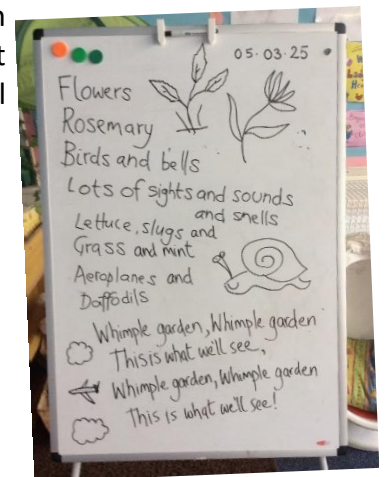 05.03.25
Flowers
Rosemary
Birds and bells
Lots of sights and sounds
and smells
Lettuce, slugs and
Grass and mint
Aeroplanes and
Daffodils
Whimple garden, Whimple garden
This is what we'll see,
Whimple garden, Whimple garden
This is what we'll see!